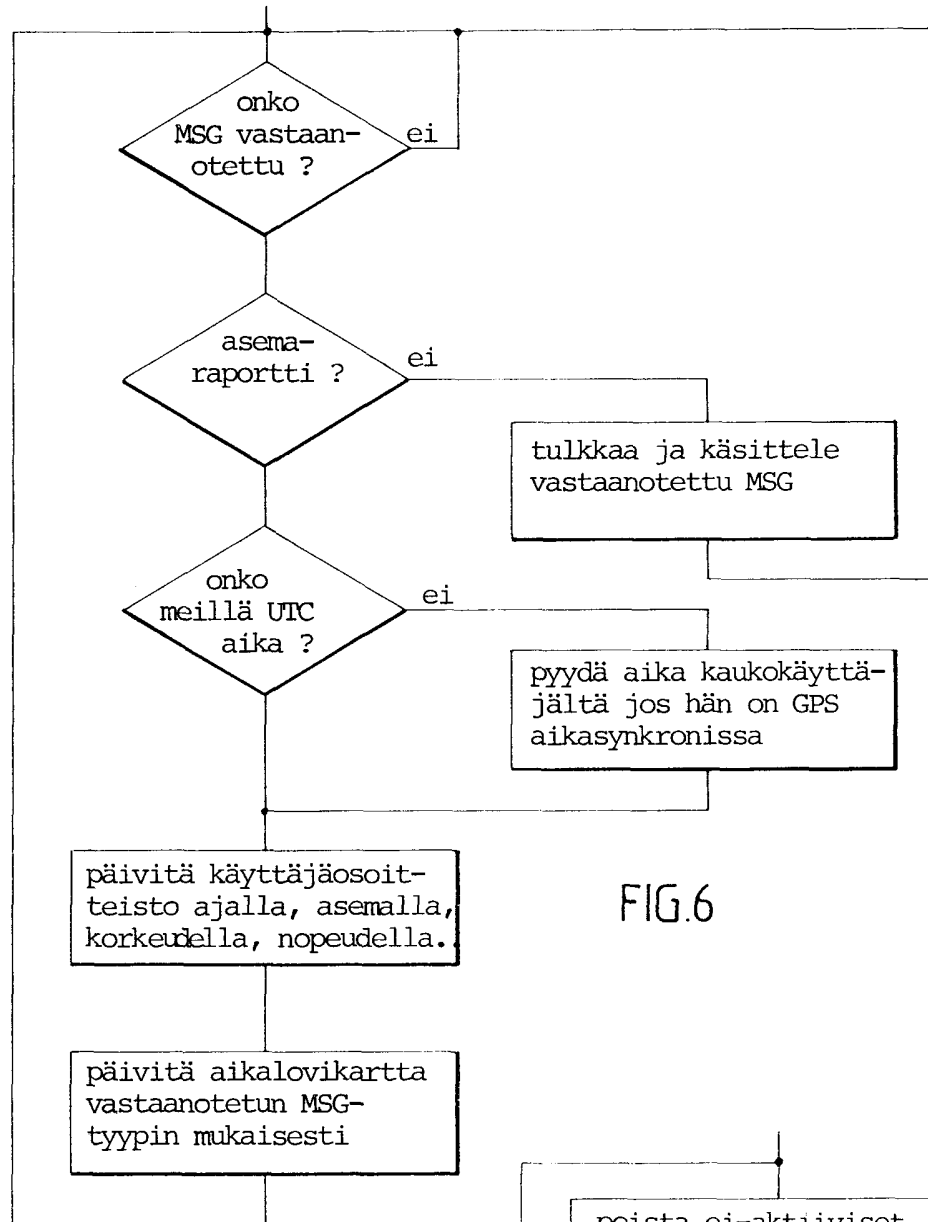 onko
MSG vastaan-
otettu ?
ei
asema-
raportti ?
ei
tulkkaa ja käsittele
vastaanotettu MSG
onko
meillä UTC
aika ?
ei
pyydä aika kaukokäyttä-
jältä jos hän on GPS
aikasynkronissa
päivitä käyttäjäosoit-
teisto ajalla, asemalla,
korkeudella, nopeudella..
FIG.6
päivitä aikalovikartta
vastaanotetun MSG-
tyypin mukaisesti
poista ei-aktiiviset